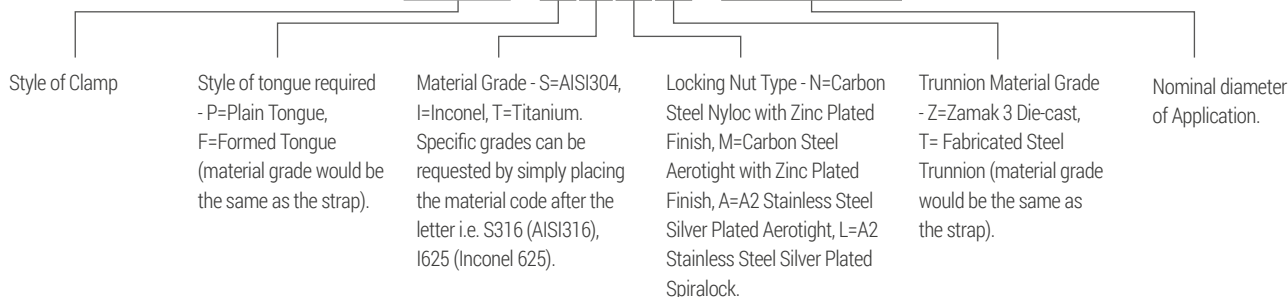 Style of Clamp
Style of tongue required
- P=Plain Tongue,
F=Formed Tongue
(material grade would be
the same as the strap).
Material Grade - S=AISI304,
I=Inconel, T=Titanium.
Specific grades can be
requested by simply placing
the material code after the
letter i.e. S316 (AISI316),
I625 (Inconel 625).
Locking Nut Type - N=Carbon
Steel Nyloc with Zinc Plated
Finish, M=Carbon Steel
Aerotight with Zinc Plated
Finish, A=A2 Stainless Steel
Silver Plated Aerotight, L=A2
Stainless Steel Silver Plated
Spiralock.
Trunnion Material Grade
- Z=Zamak 3 Die-cast,
T= Fabricated Steel
Trunnion (material grade
would be the same as
the strap).
Nominal diameter
of Application.